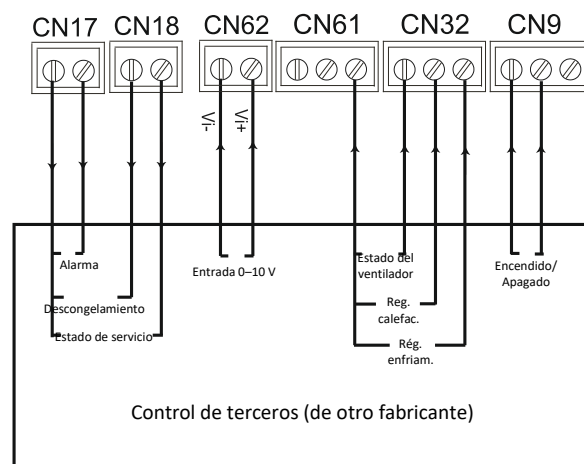 CN17 CN18 CN62 CN61 CN32 CN9
Vi-
Vi+
Alarma
Descongelamiento
Estado de servicio
Entrada 0–10 V
Estado del
ventilador
Reg.
calefac.
Rég.
enfriam.
Encendido/
Apagado
Control de terceros (de otro fabricante)